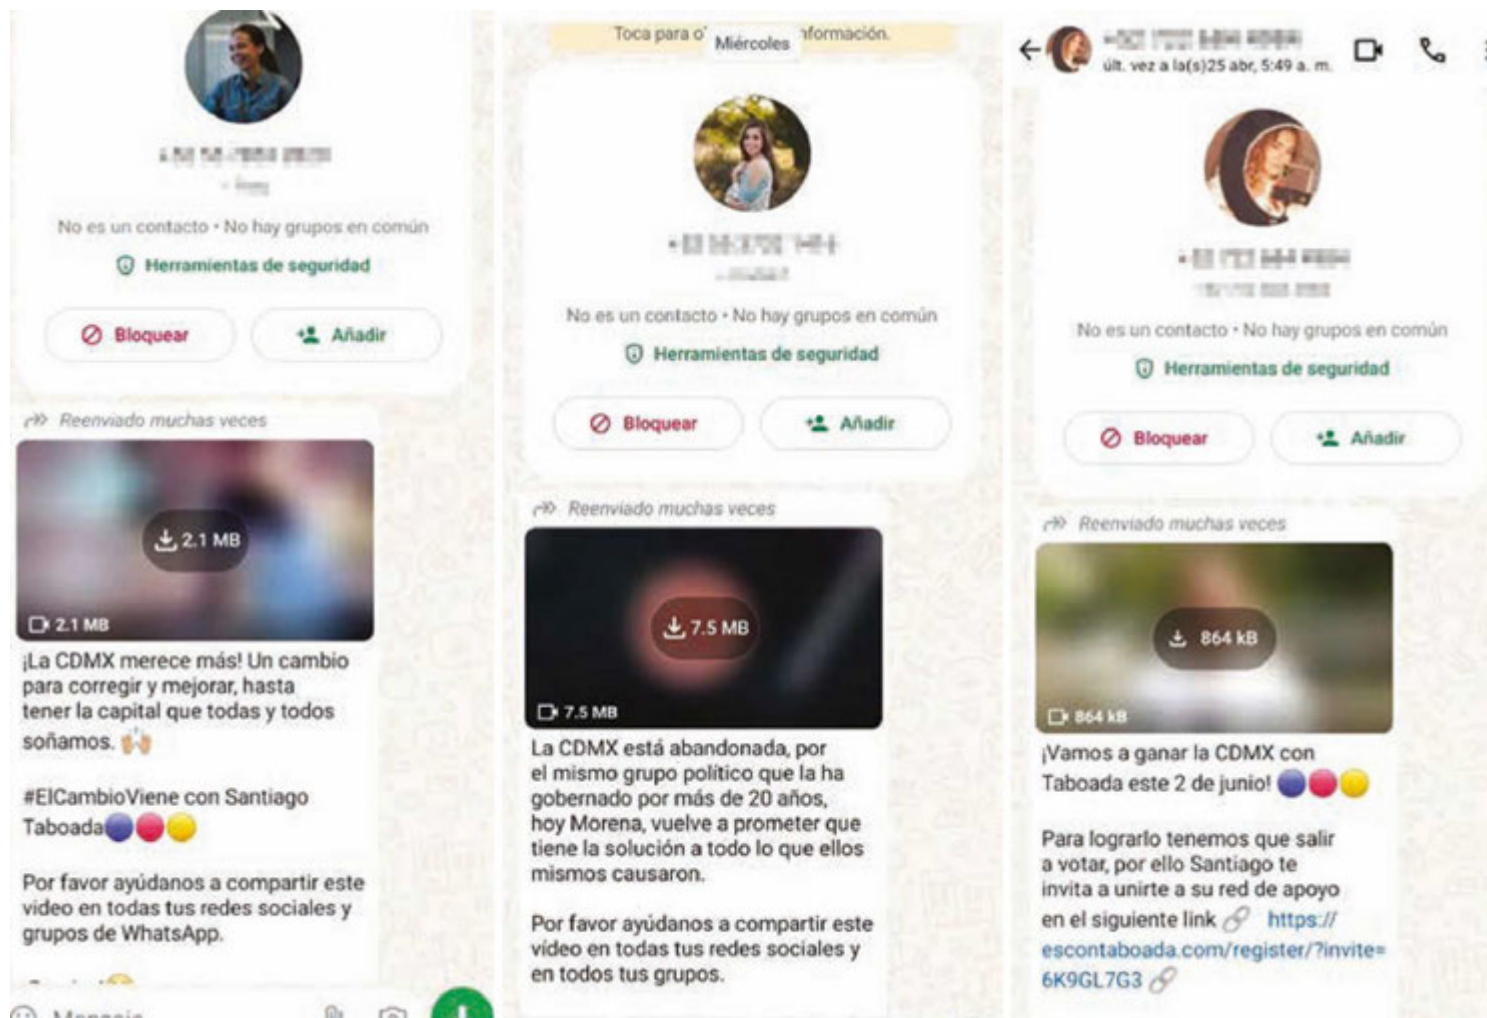 No es un contacto • No hay grupos en común
Herramientas de seguridad
Bloquear
Añadir
Reenviado muchas veces
2.1 MB
2.1 MB
¡La CDMX merece más! Un cambio
para corregir y mejorar, hasta
tener la capital que todas y todos
soñamos. 🙌🏼
#ElCambioViene con Santiago
Taboada🔵🔴🟡
Por favor ayúdanos a compartir este
video en todas tus redes sociales y
grupos de WhatsApp.
Mensaje
Toca para
información.
Miércoles
No es un contacto • No hay grupos en común
Herramientas de seguridad
Bloquear
Añadir
Reenviado muchas veces
7.5 MB
7.5 MB
La CDMX está abandonada, por
el mismo grupo político que la ha
gobernado por más de 20 años,
hoy Morena, vuelve a prometer que
tiene la solución a todo lo que ellos
mismos causaron.
Por favor ayúdanos a compartir este
vídeo en todas tus redes sociales y
en todos tus grupos.
últ. vez a la(s)25 abr, 5:49 a. m.
No es un contacto • No hay grupos en común
Herramientas de seguridad
Bloquear
Añadir
Reenviado muchas veces
864 kB
864 kB
¡Vamos a ganar la CDMX con
Taboada este 2 de junio! 🔵🔴🟡
Para lograrlo tenemos que salir
a votar, por ello Santiago te
invita a unirte a su red de apoyo
en el siguiente link 🔗 https://
escontaboada.com/register/?invite=
6K9GL7G3 🔗